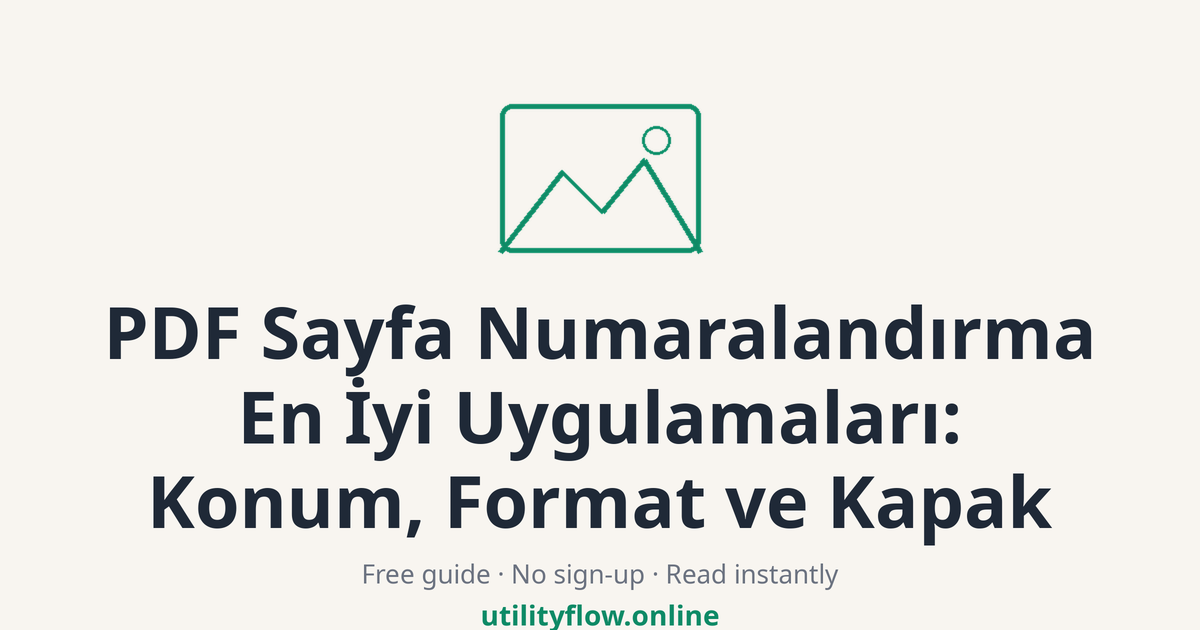 PDF Sayfa Numaralandırma
En İyi Uygulamaları:
Konum, Format ve Kapak
Free guide · No sign-up · Read instantly
utilityflow.online